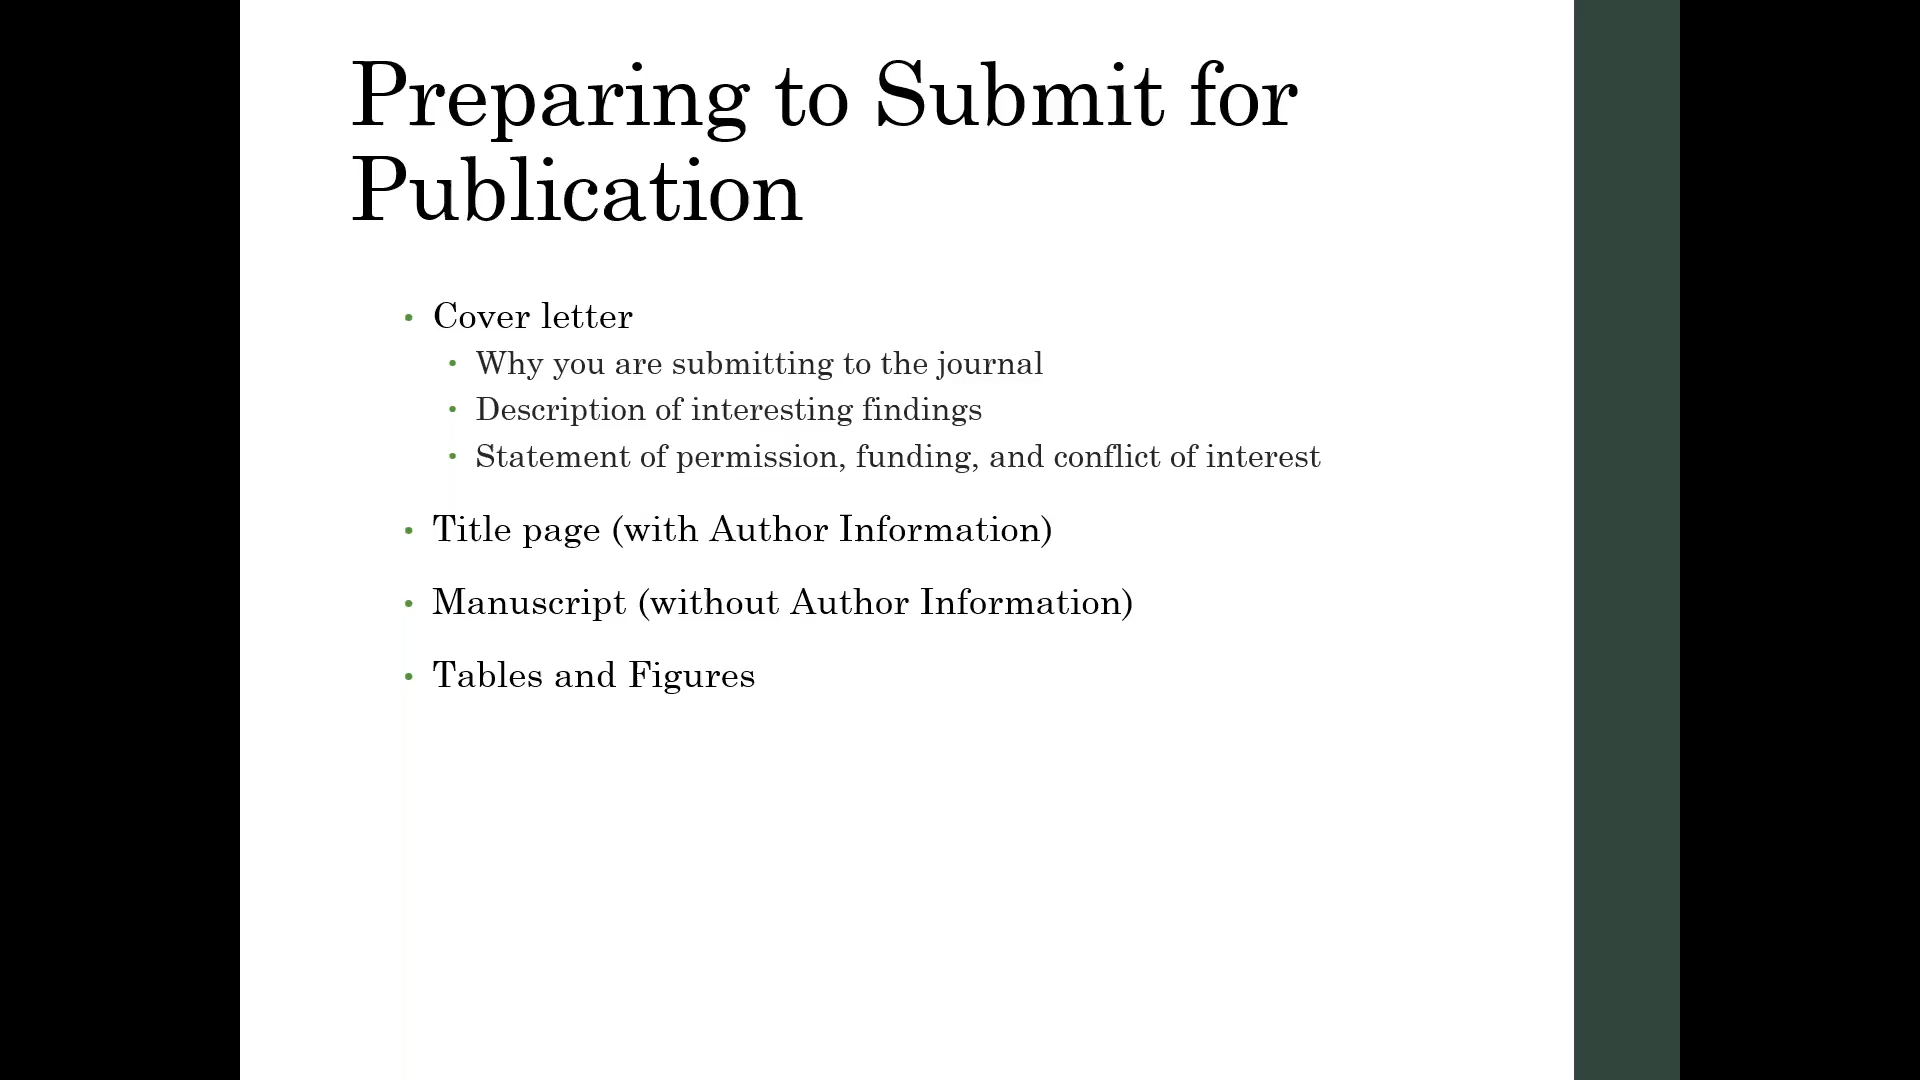 Preparing to Submit for
Publication
• Cover letter
• Why you are submitting to the journal
• Description of interesting findings
• Statement of permission, funding, and conflict of interest
• Title page (with Author Information)
• Manuscript (without Author Information)
• Tables and Figures